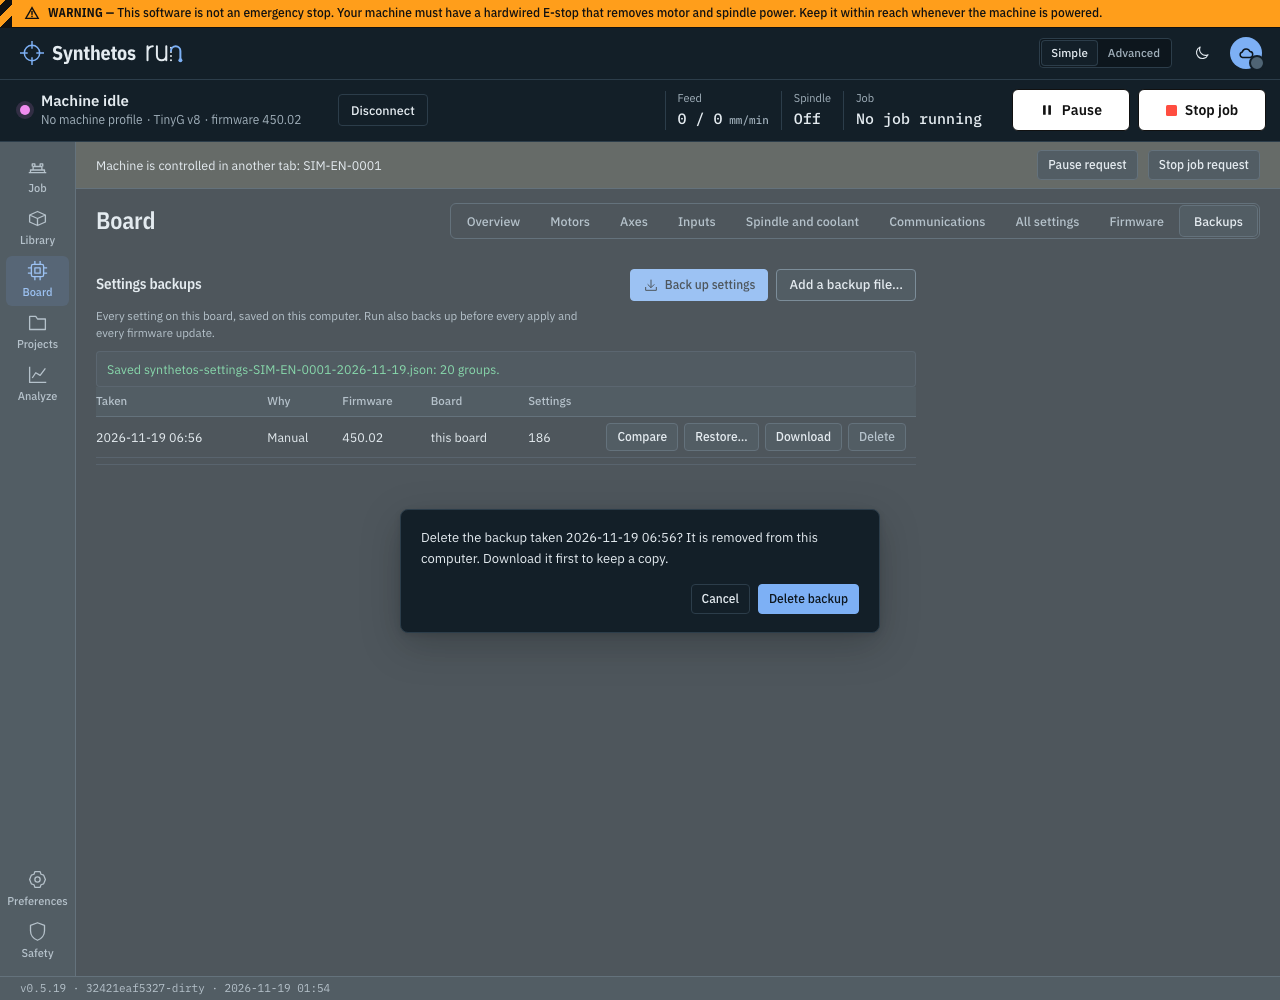 WARNING — This software is not an emergency stop. Your machine must have a hardwired E-stop that removes motor and spindle power. Keep it within reach whenever the machine is powered.
Synthetos run
Simple
Advanced
Machine idle
No machine profile · TinyG v8 · firmware 450.02
Disconnect
Feed
0 / 0 mm/min
Spindle
Off
Job
No job running
Pause
Stop job
Machine is controlled in another tab: SIM-EN-0001
Pause request
Stop job request
Job
Library
Board
Projects
Analyze
Preferences
Safety
Board
Overview
Motors
Axes
Inputs
Spindle and coolant
Communications
All settings
Firmware
Backups
Settings backups
Back up settings
Add a backup file...
Every setting on this board, saved on this computer. Run also backs up before every apply and
every firmware update.
Saved synthetos-settings-SIM-EN-0001-2026-11-19.json: 20 groups.
Taken Why Firmware Board Settings
2026-11-19 06:56 Manual 450.02 this board 186 Compare Restore... Download Delete
Delete the backup taken 2026-11-19 06:56? It is removed from this
computer. Download it first to keep a copy.
Cancel
Delete backup
v0.5.19 · 32421eaf5327-dirty · 2026-11-19 01:54